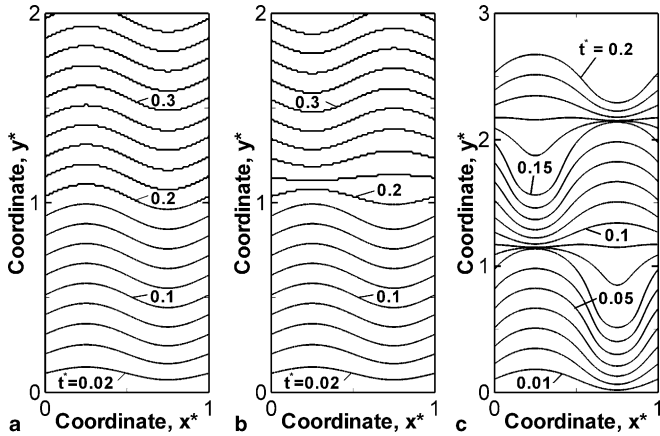 2
0.3
0.2
1
0.1
t*=0.02
0
0
1
Coordinate, y*
Coordinate, x*
a
2
0.3
0.2
1
0.1
t*=0.02
0
0
1
Coordinate, y*
Coordinate, x*
b
3
t* = 0.2
2
0.15
0.1
1
0.05
0.01
0
0
1
Coordinate, y*
Coordinate, x*
c